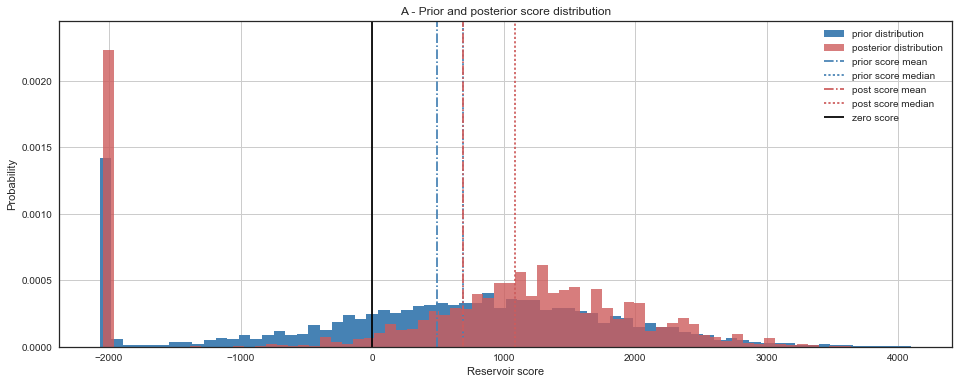 A - Prior and posterior score distribution
prior distribution
posterior distribution
prior score mean
prior score median
post score mean
post score median
zero score
Probability
0.0020
0.0015
0.0010
0.0005
0.0000
−2000
−1000
0
1000
2000
3000
4000
Reservoir score